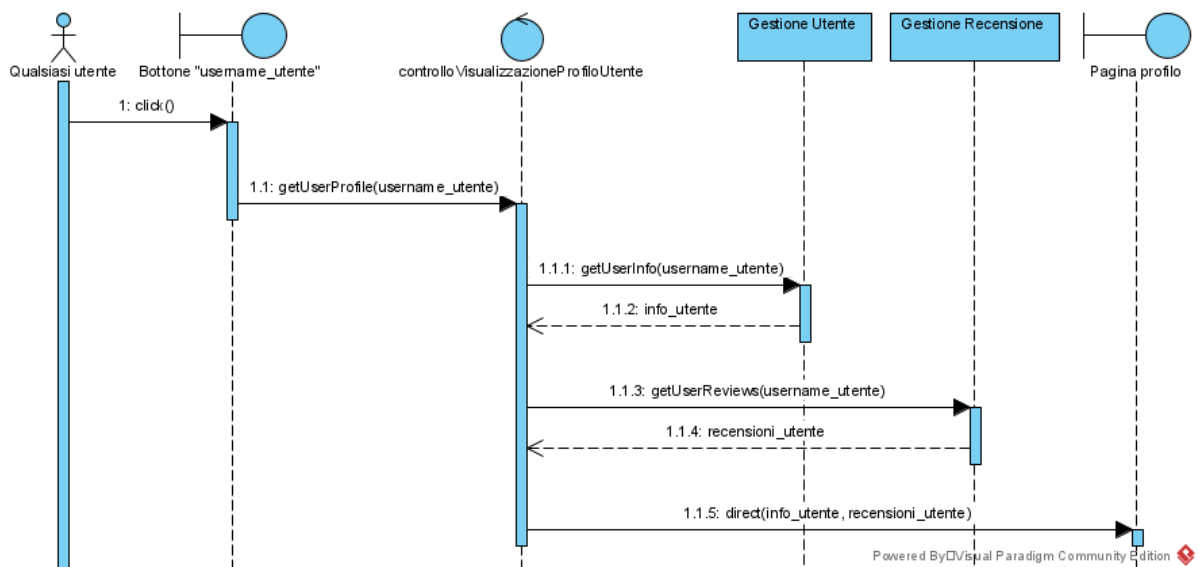 Gestione Utente
Gestione Recensione
Qualsiasi utente
Bottone "username_utente"
controlloVisualizzazioneProfiloUtente
Pagina profilo
1: click()
1.1: getUserProfile(username_utente)
1.1.1: getUserInfo(username_utente)
1.1.2: info_utente
1.1.3: getUserReviews(username_utente)
1.1.4: recensioni_utente
1.1.5: direct(info_utente, recensioni_utente)
Powered By□Visual Paradigm Community Edition